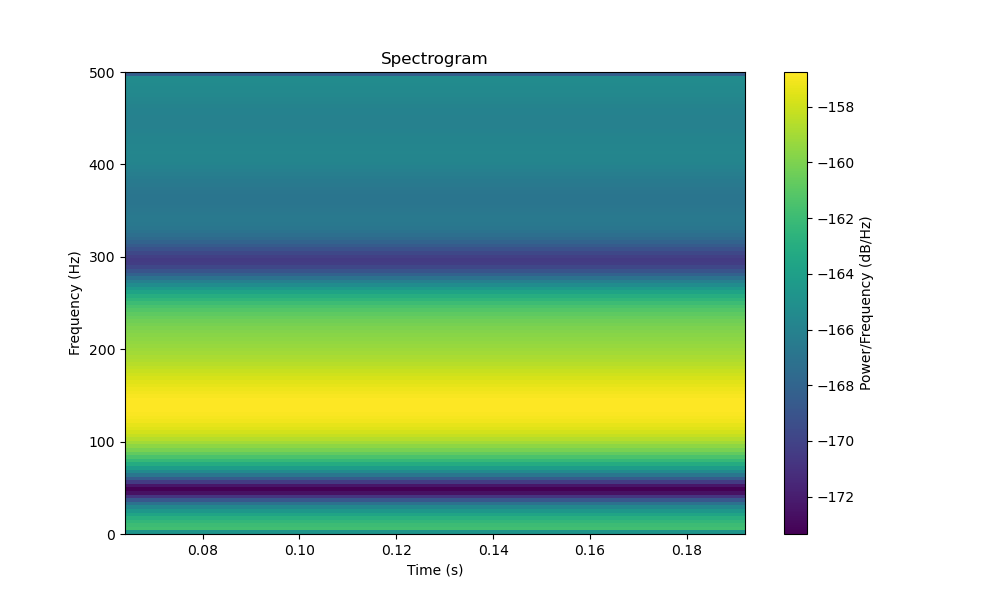 Spectrogram
500
400
300
200
100
0
Frequency (Hz)
0.08 0.10 0.12 0.14 0.16 0.18
Time (s)
−158
−160
−162
−164
−166
−168
−170
−172
Power/Frequency (dB/Hz)